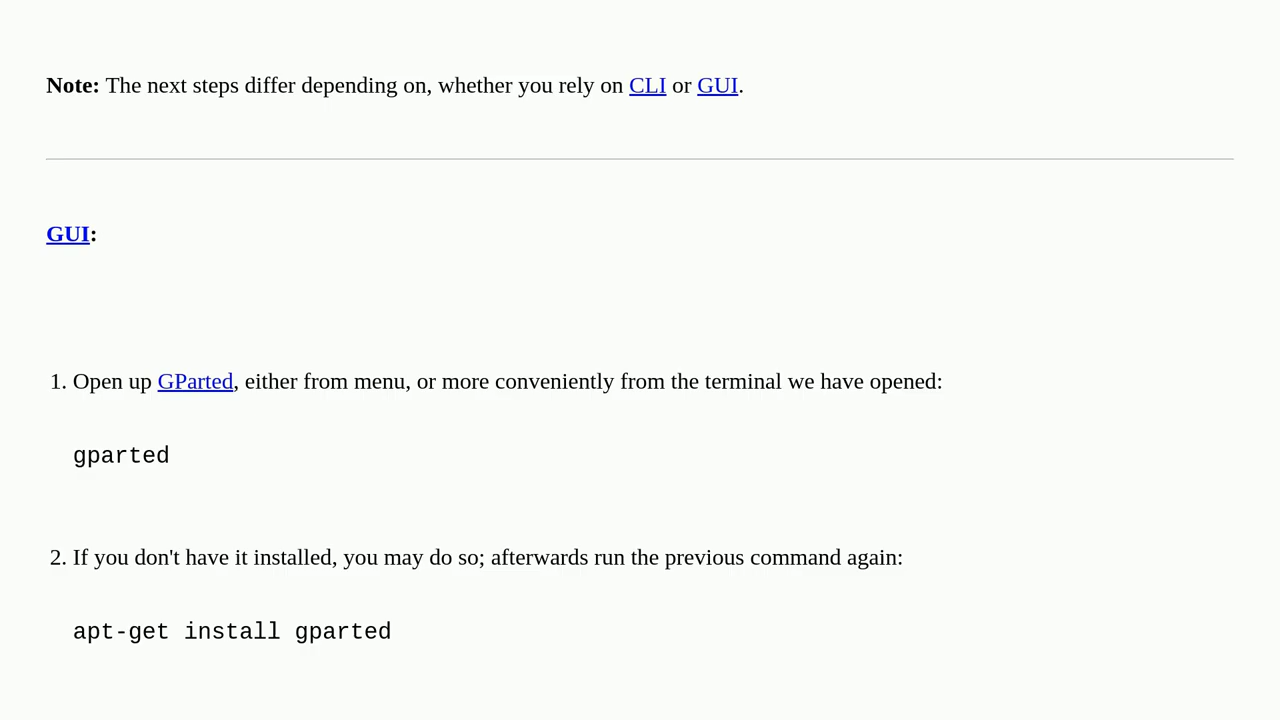 Note: The next steps differ depending on, whether you rely on CLI or GUI.
GUI:
1. Open up GParted, either from menu, or more conveniently from the terminal we have opened:
gparted
2. If you don't have it installed, you may do so; afterwards run the previous command again:
apt-get install gparted